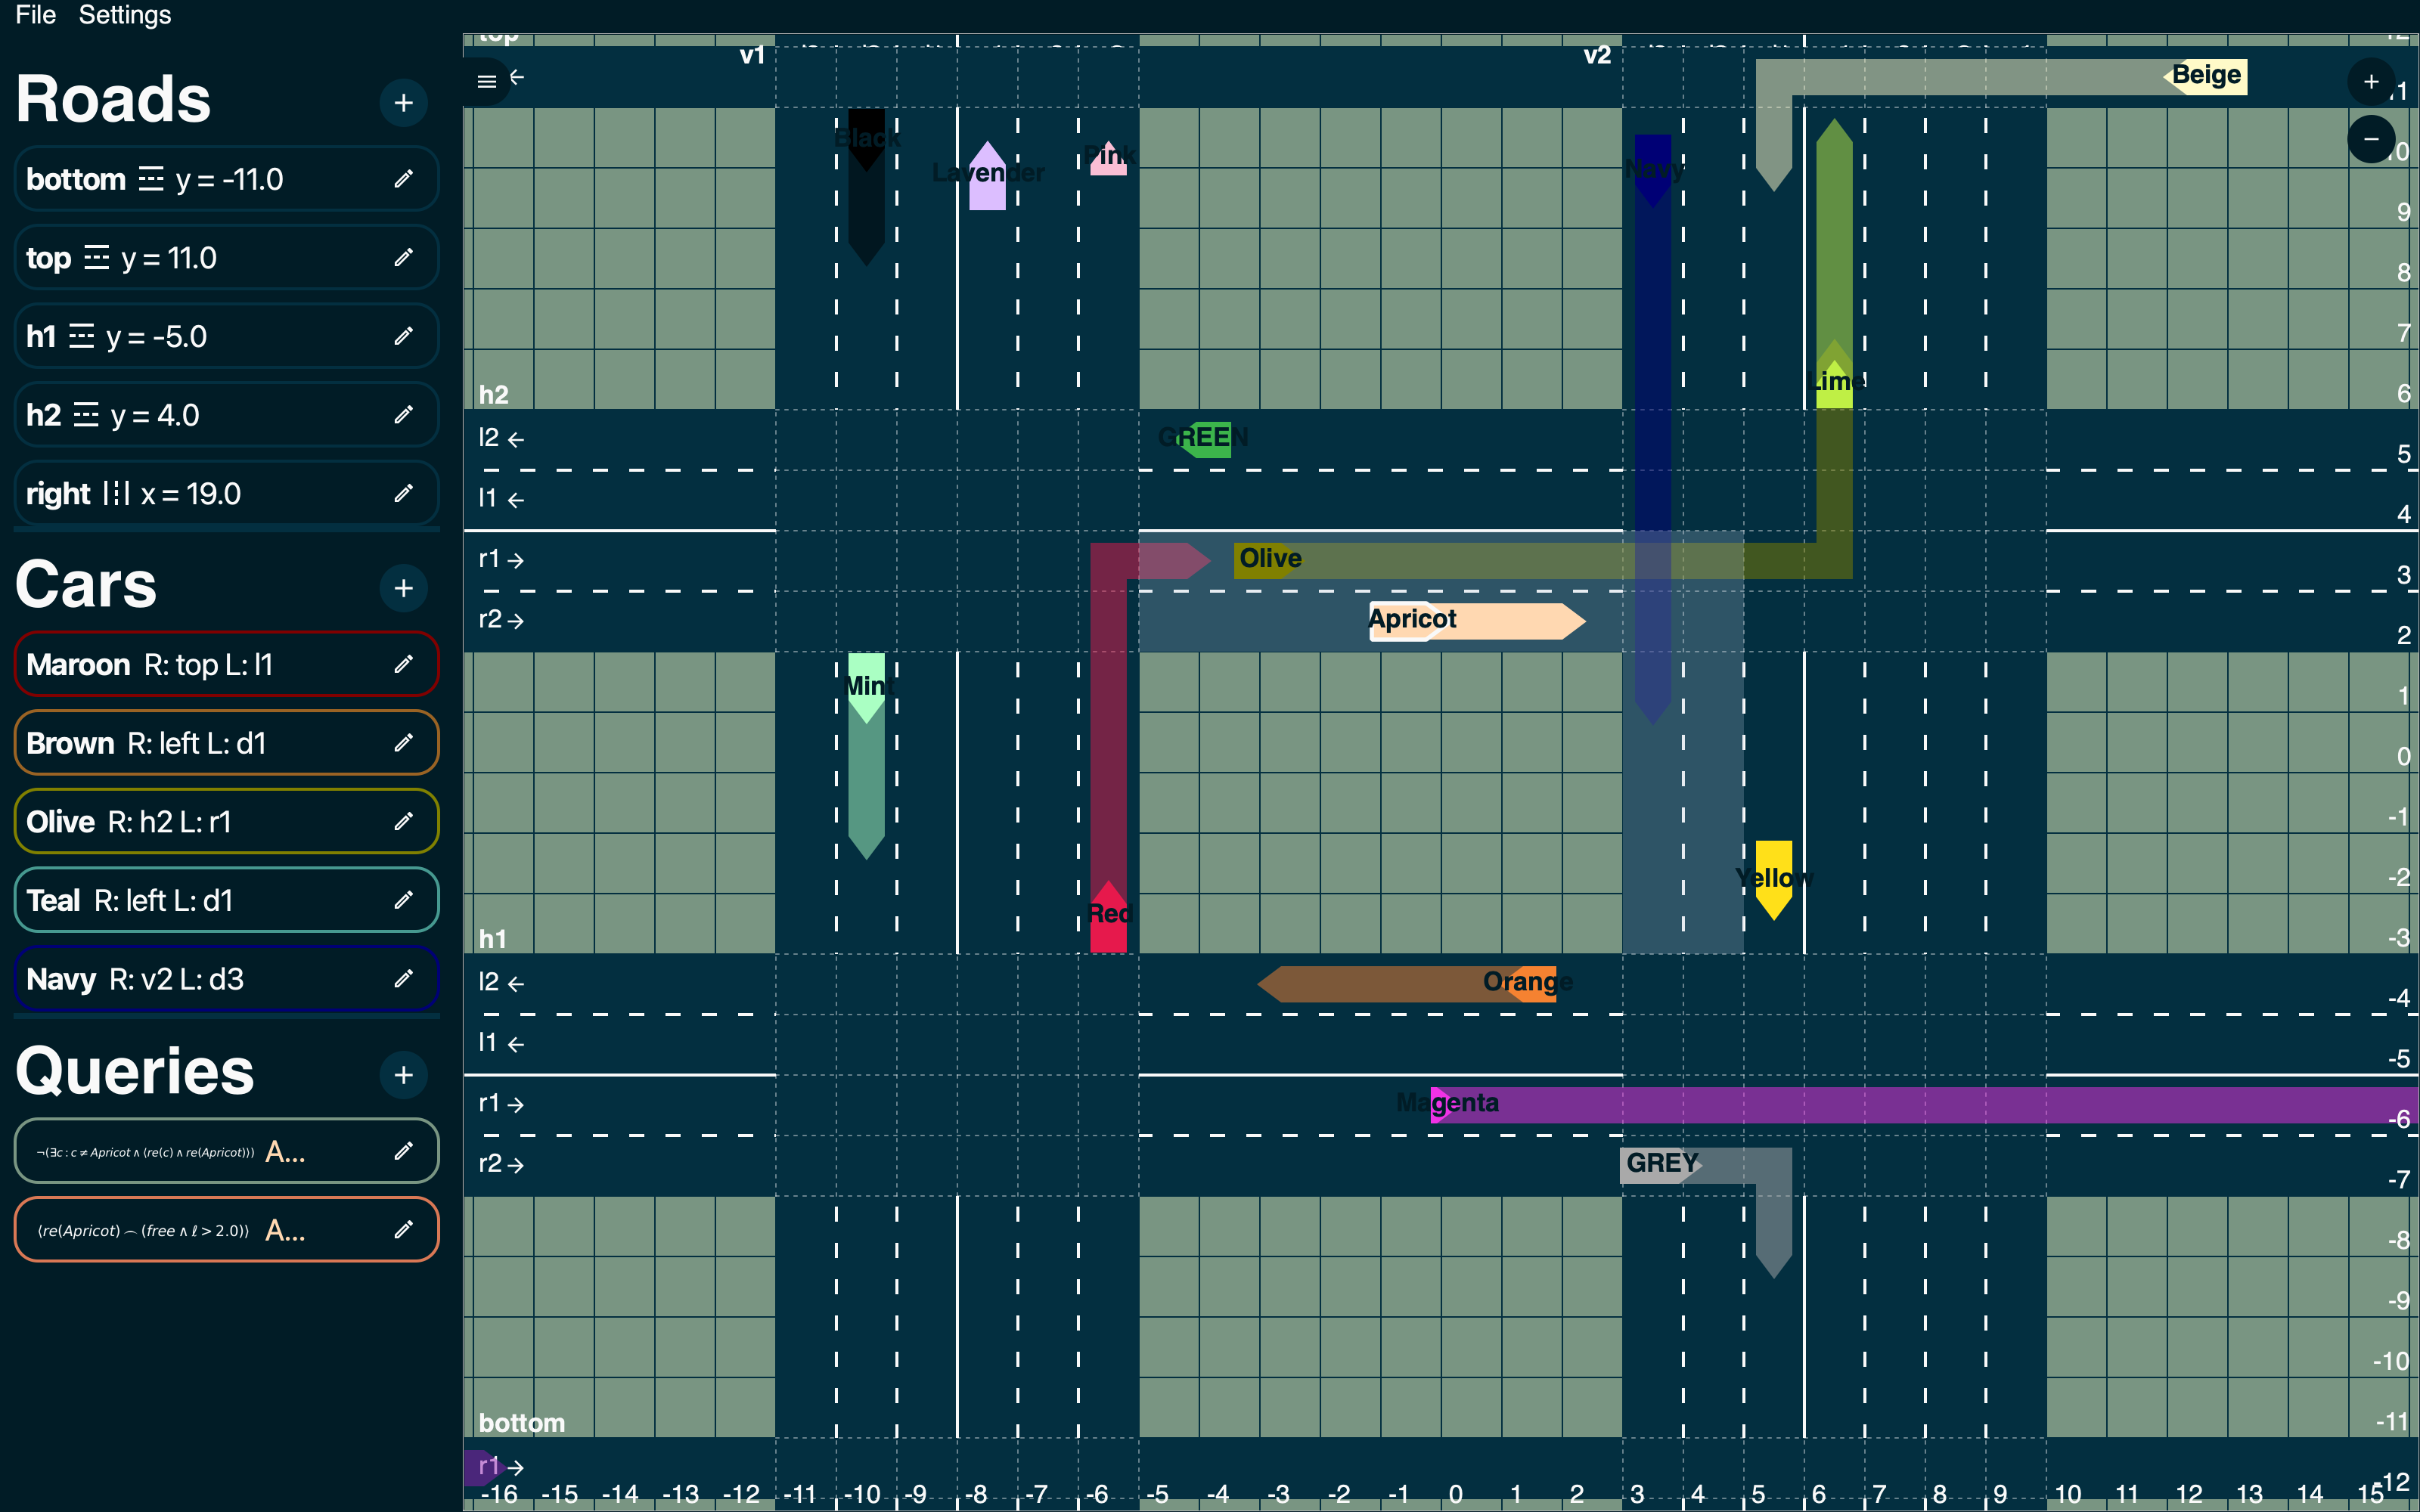 File Settings
Roads
+
bottom y = -11.0
top y = 11.0
h1 y = -5.0
h2 y = 4.0
right x = 19.0
Cars
+
Maroon R: top L: l1
Brown R: left L: d1
Olive R: h2 L: r1
Teal R: left L: d1
Navy R: v2 L: d3
Queries
+
¬(∃c : c ≠ Apricot ∧ ⟨re(c) ∧ re(Apricot)⟩) A...
⟨re(Apricot) ⌢ (free ∧ ℓ > 2.0)⟩ A...
top
v1
v2
←
Beige
+
−
Black
Lavender
Pink
Navy
Lime
h2
l2 ←
GREEN
l1 ←
r1 →
Olive
r2 →
Apricot
Mint
Yellow
Red
h1
l2 ←
Orange
l1 ←
r1 →
Magenta
r2 →
GREY
bottom
r1 →
9
8
7
6
5
4
3
2
1
0
-1
-2
-3
-4
-5
-6
-7
-8
-9
-10
-11
-12
-16 -15 -14 -13 -12 -11 -10 -9 -8 -7 -6 -5 -4 -3 -2 -1 0 1 2 3 4 5 6 7 8 9 10 11 12 13 14 15